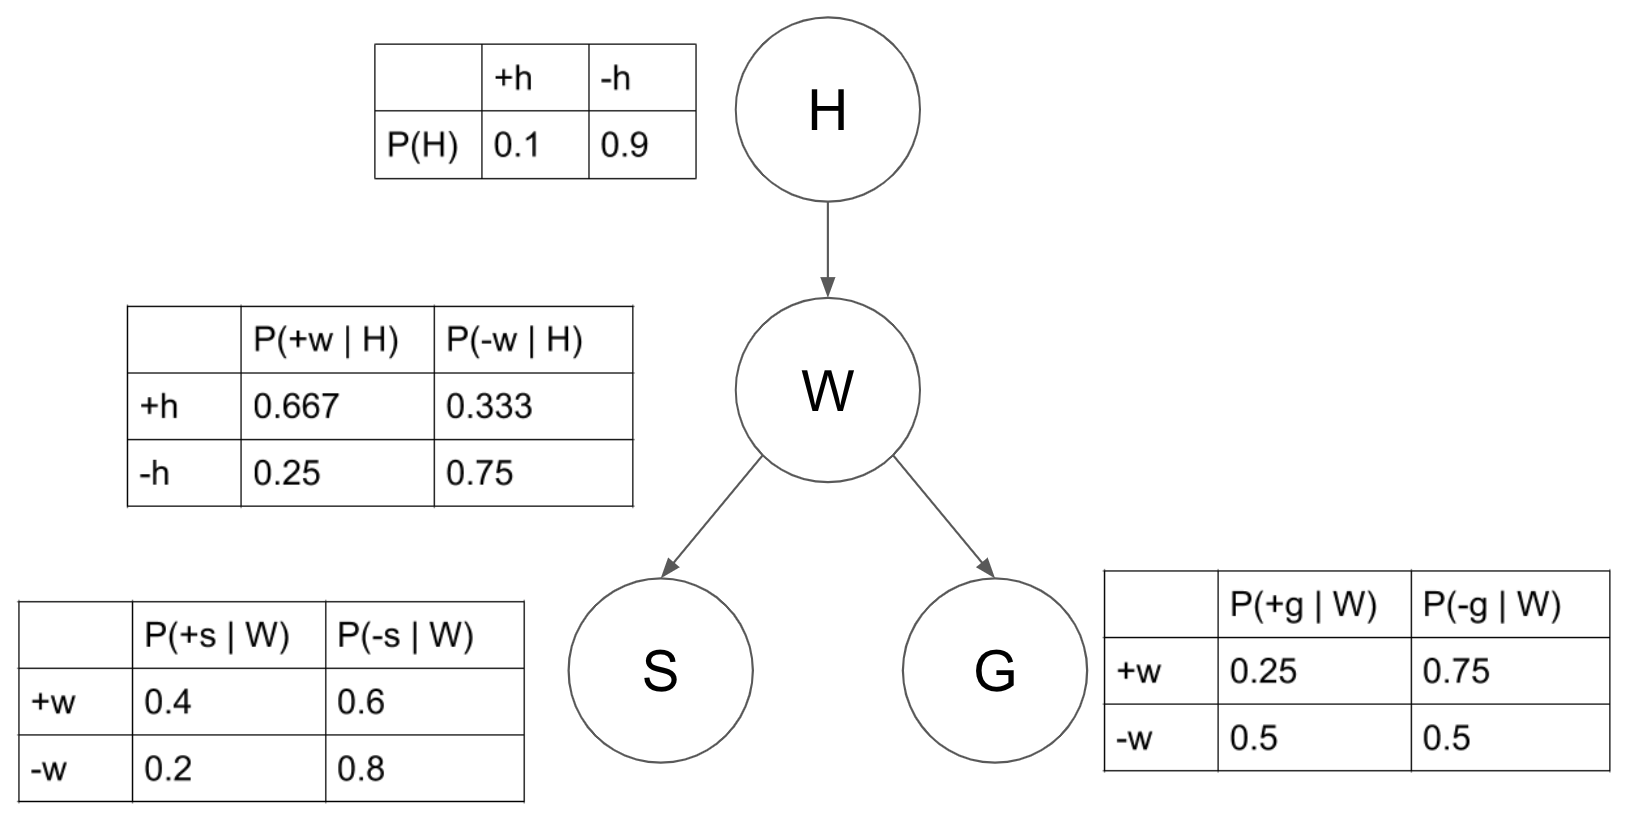 +h -h
P(H) 0.1 0.9
H
P(+w | H) P(-w | H)
+h 0.667 0.333
-h 0.25 0.75
W
P(+s | W) P(-s | W)
+w 0.4 0.6
-w 0.2 0.8
S
G
P(+g | W) P(-g | W)
+w 0.25 0.75
-w 0.5 0.5